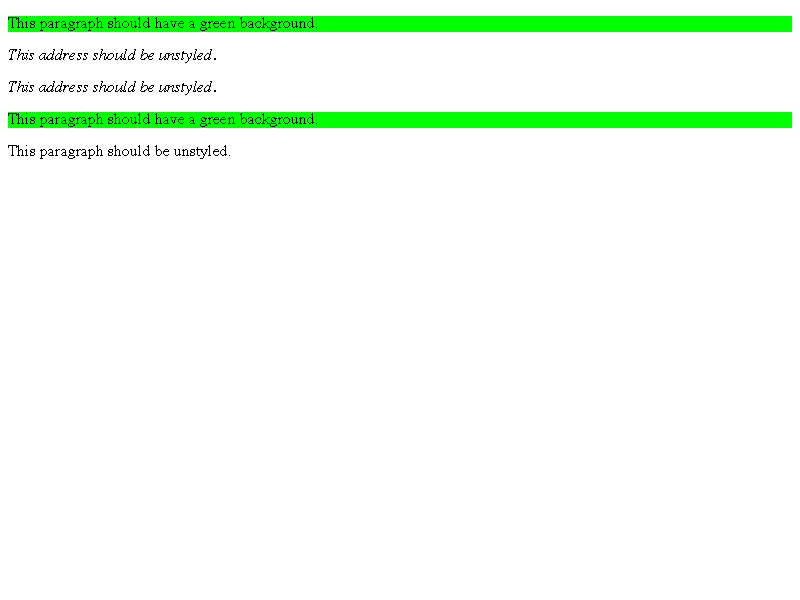 This paragraph should have a green background.
This address should be unstyled.
This address should be unstyled.
This paragraph should have a green background.
This paragraph should be unstyled.